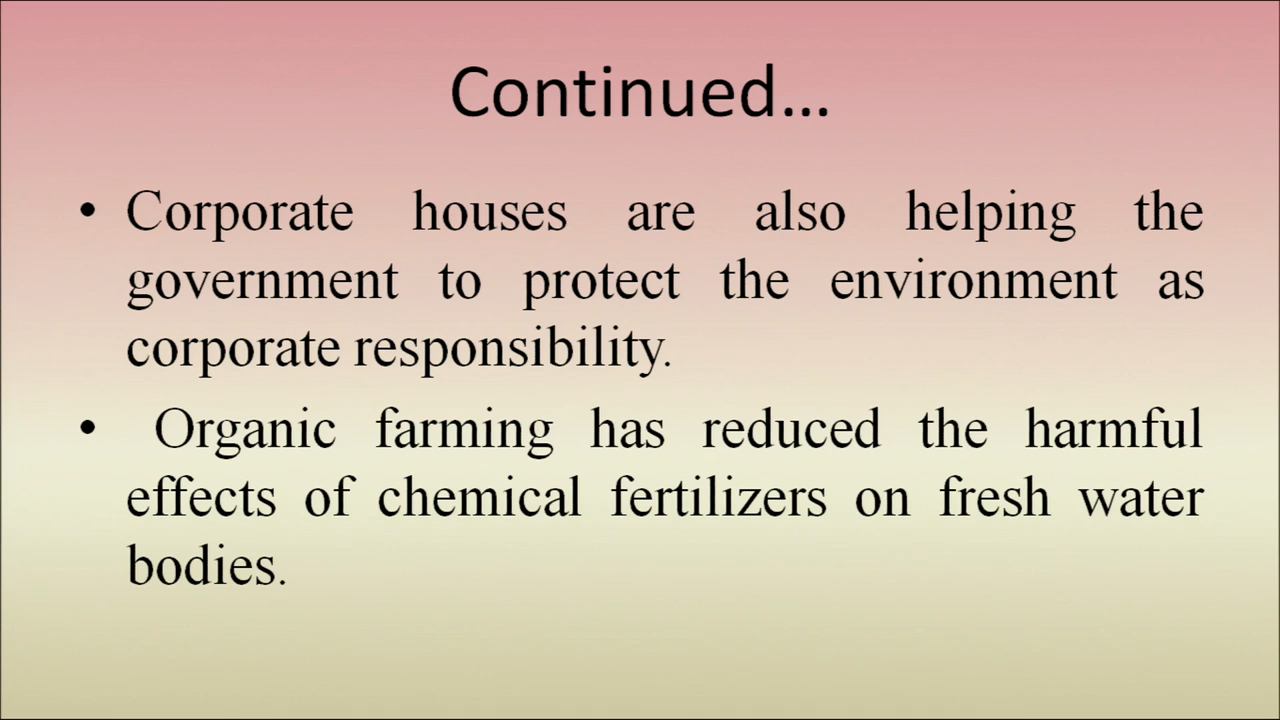 Continued...
• Corporate houses are also helping the
government to protect the environment as
corporate responsibility.
• Organic farming has reduced the harmful
effects of chemical fertilizers on fresh water
bodies.